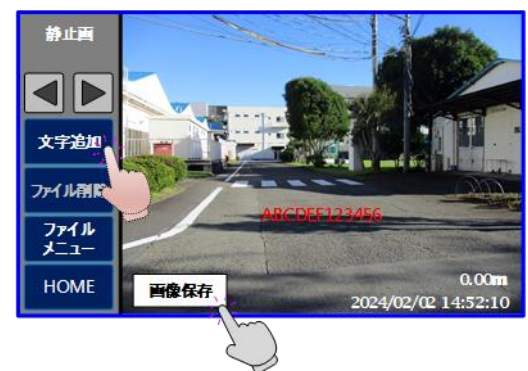 静止画
文字追加
ファイル削除
ファイル
メニュー
HOME
ABCDEF123456
画像保存
0.00m
2024/02/02 14:52:10